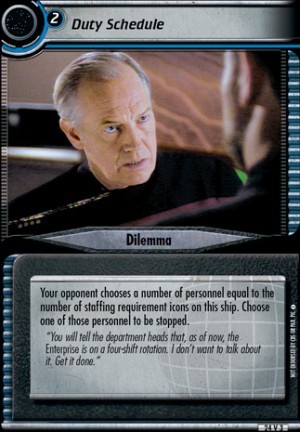 2
Duty Schedule
Dilemma
Your opponent chooses a number of personnel equal to the
number of staffing requirement icons on this ship. Choose
one of those personnel to be stopped.
"You will tell the department heads that, as of now, the
Enterprise is on a four-shift rotation. I don't want to talk about
it. Get it done."
24 V 3